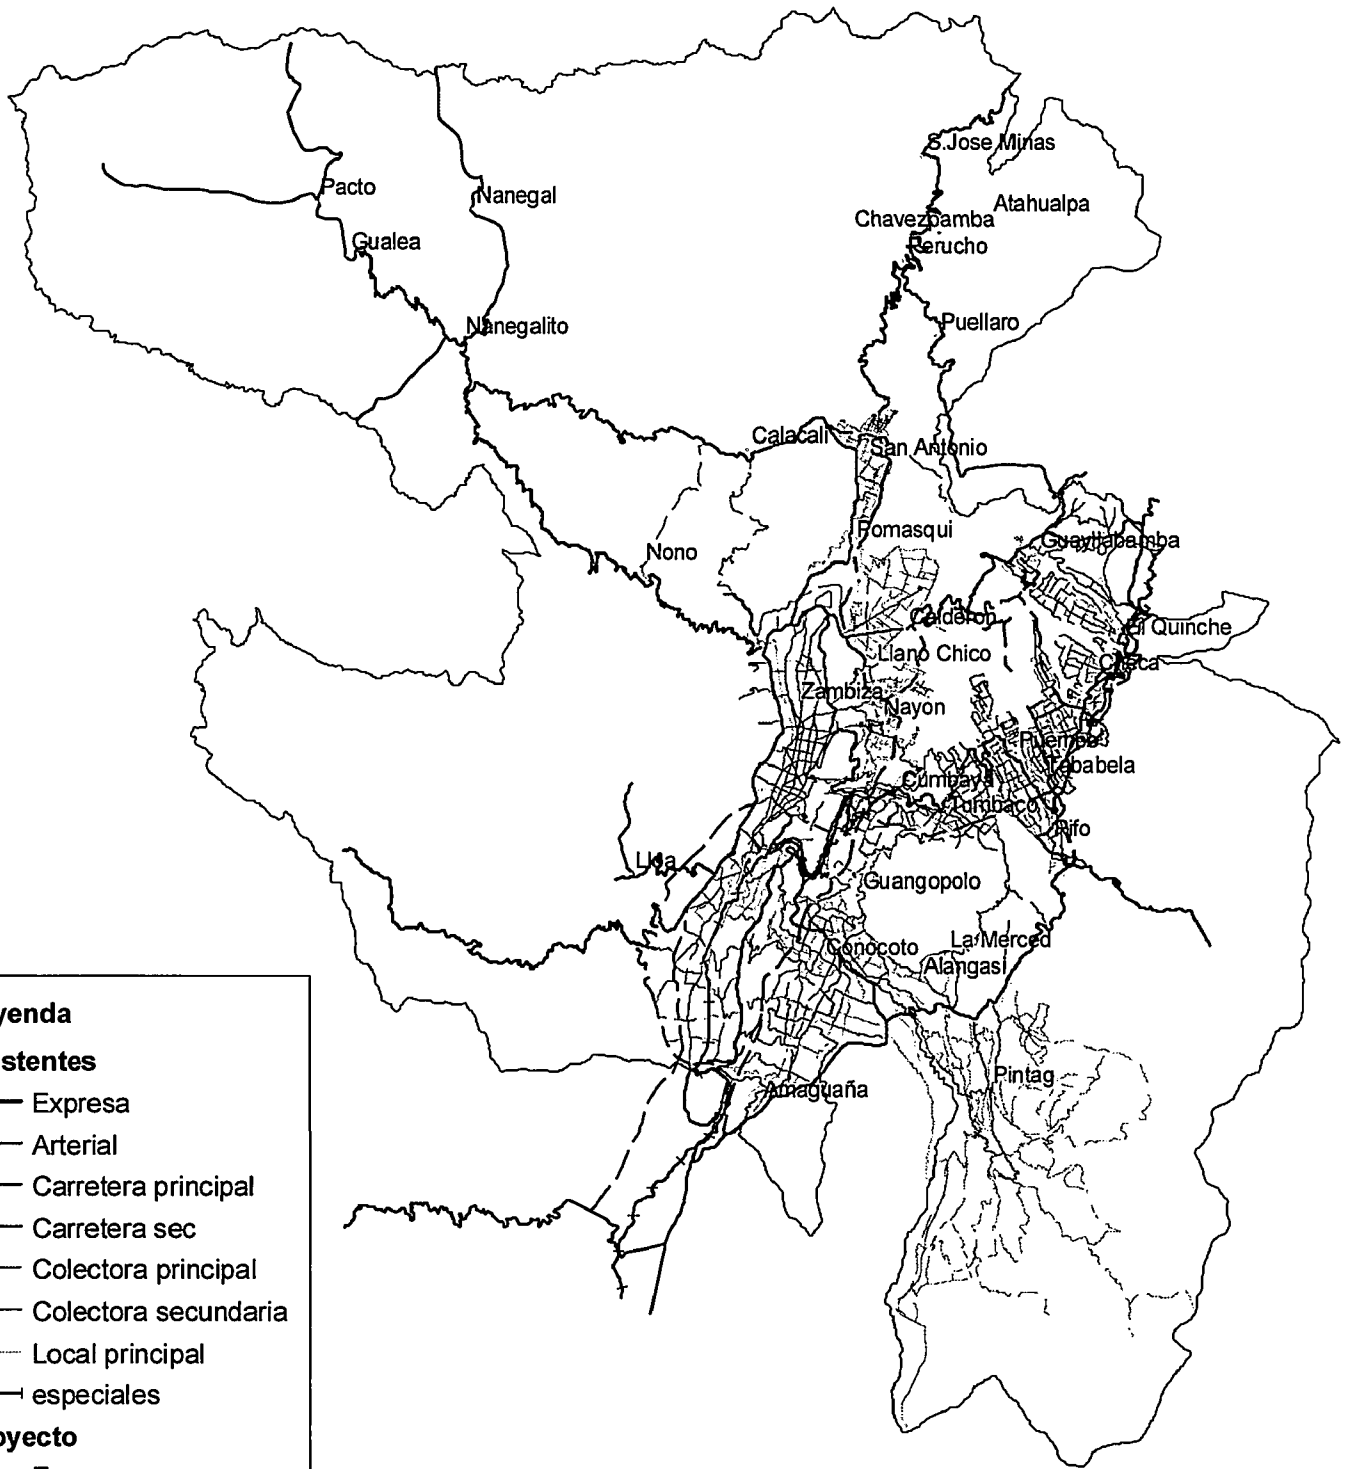 S.Jose Minas
Pacto
Nanegal
Atahualpa
Chavezpamba
Perucho
Gualea
Puellaro
Nanegalito
Calacali
San Antonio
Pomasqui
Guayllabamba
Nono
Calderon
El Quinche
Llano Chico
Checa
Zambiza
Nayon
Puembo
Tababela
Cumbaya
Tumbaco
Pifo
Lloa
Guangopolo
La Merced
Conocoto
Alangasi
Pintag
Amaguaña
yenda
stentes
Expresa
Arterial
Carretera principal
Carretera sec
Colectora principal
Colectora secundaria
Local principal
especiales
oyecto